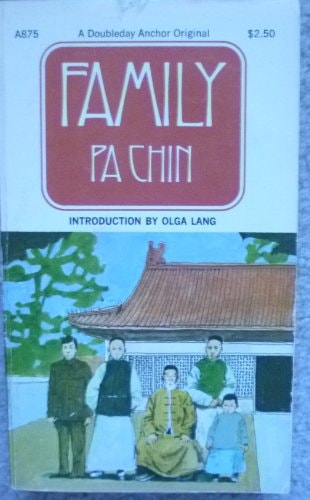 A875
A Doubleday Anchor Original
$2.50
FAMILY
PA CHIN
INTRODUCTION BY OLGA LANG